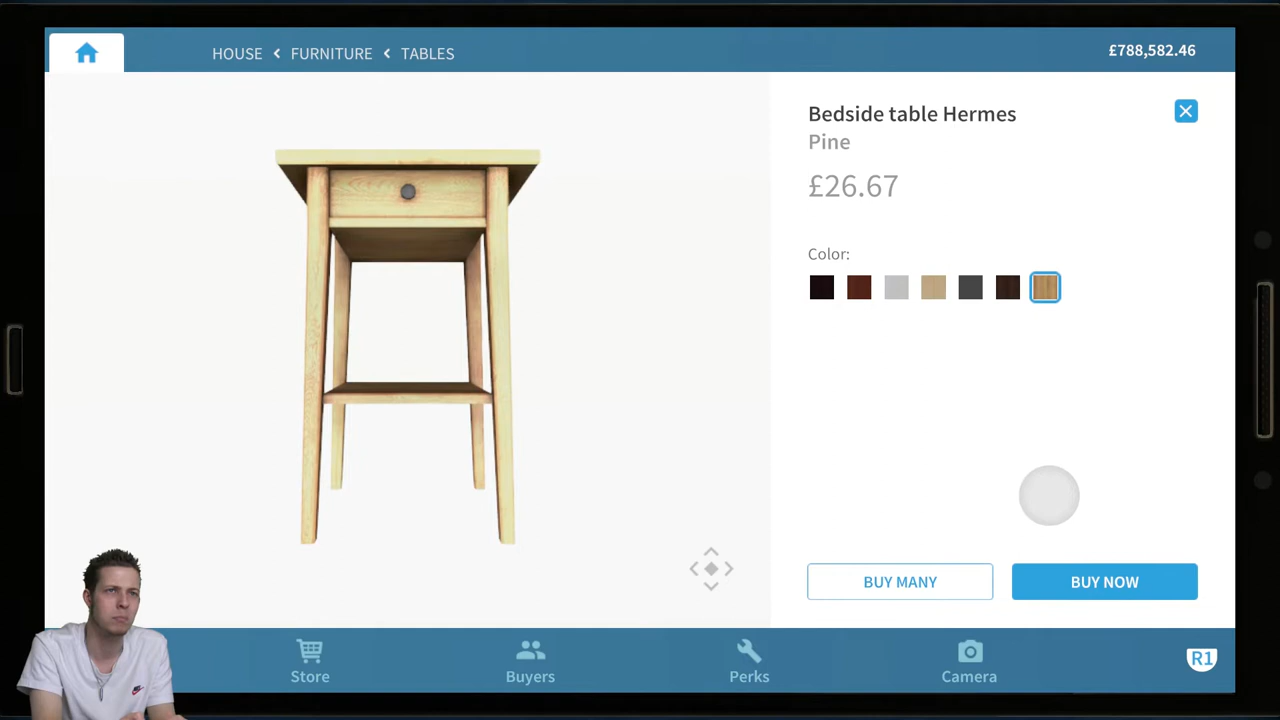 HOUSE FURNITURE TABLES
£788,582.46
Bedside table Hermes
Pine
£26.67
Color:
BUY MANY
BUY NOW
Store
Buyers
Perks
Camera
R1